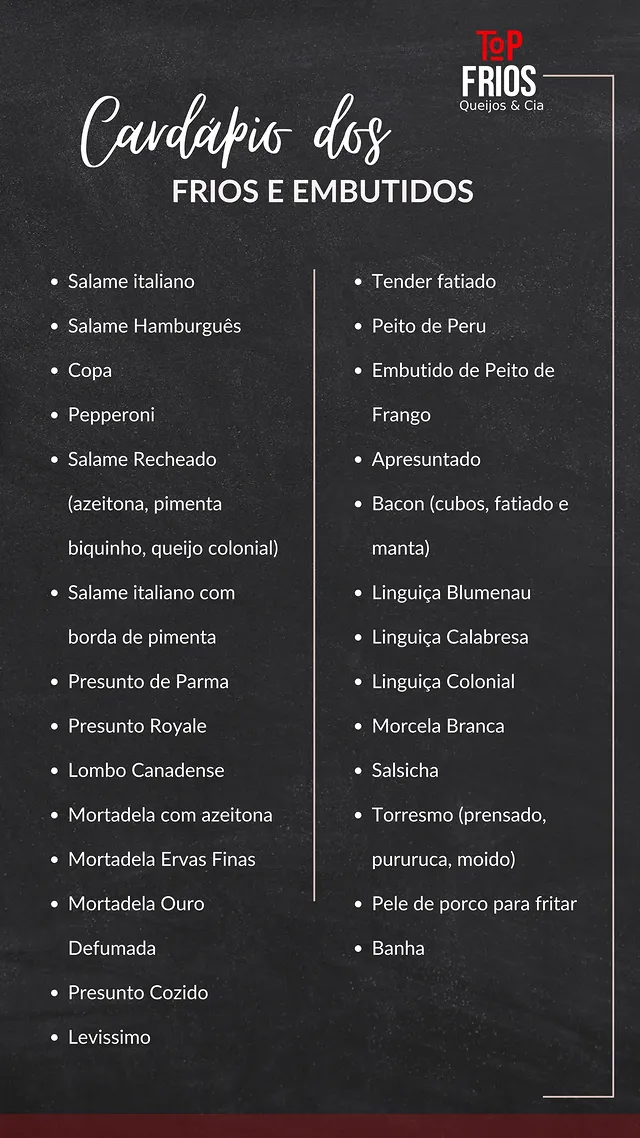 ToP
FRIOS
Queijos & Cia
Cardápio dos
FRIOS E EMBUTIDOS
• Salame italiano
• Salame Hamburguês
• Copa
• Pepperoni
• Salame Recheado
(azeitona, pimenta
biquinho, queijo colonial)
• Salame italiano com
borda de pimenta
• Presunto de Parma
• Presunto Royale
• Lombo Canadense
• Mortadela com azeitona
• Mortadela Ervas Finas
• Mortadela Ouro
Defumada
• Presunto Cozido
• Levissimo
• Tender fatiado
• Peito de Peru
• Embutido de Peito de
Frango
• Apresuntado
• Bacon (cubos, fatiado e
manta)
• Linguiça Blumenau
• Linguiça Calabresa
• Linguiça Colonial
• Morcela Branca
• Salsicha
• Torresmo (prensado,
pururuca, moido)
• Pele de porco para fritar
• Banha